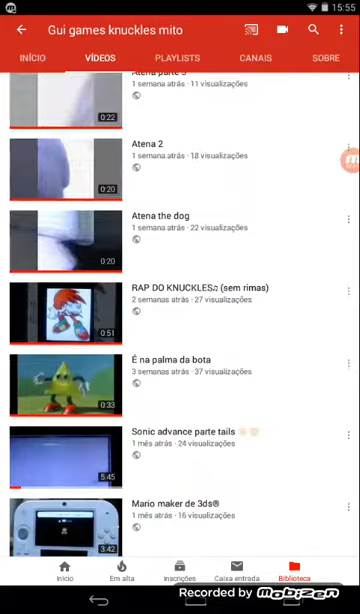 15:55
Gui games knuckles mito
INÍCIO VÍDEOS PLAYLISTS CANAIS SOBRE
Atena parte 3
1 semana atrás · 11 visualizações
0:22
Atena 2
1 semana atrás · 18 visualizações
0:20
Atena the dog
1 semana atrás · 22 visualizações
0:20
RAP DO KNUCKLES♫ (sem rimas)
2 semanas atrás · 27 visualizações
0:51
É na palma da bota
3 semanas atrás · 37 visualizações
0:33
Sonic advance parte tails
1 mês atrás · 24 visualizações
5:45
Mario maker de 3ds®
1 mês atrás · 16 visualizações
3:42
Início Em alta Inscrições Caixa entrada Biblioteca
Recorded by mobizen